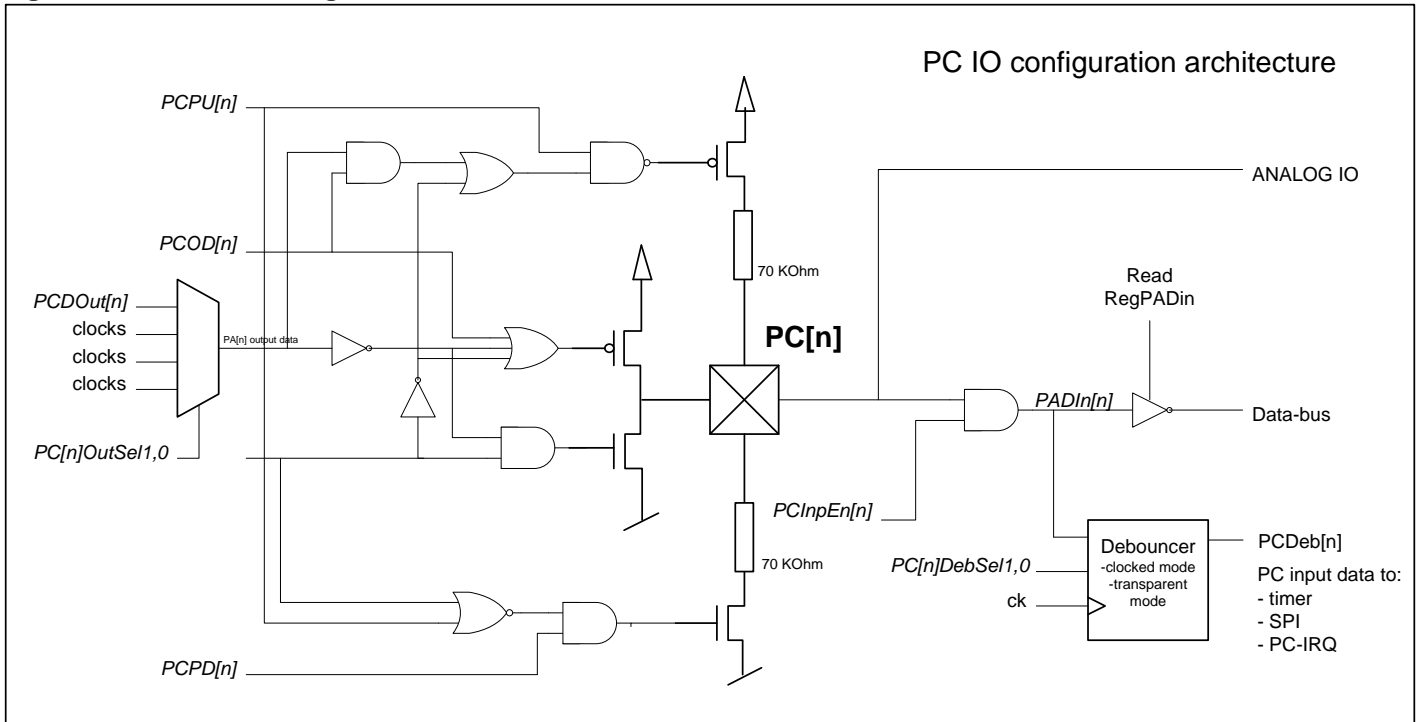 PC IO configuration architecture
PCPU[n]
ANALOG IO
PCOD[n]
70 KOhm
Read
RegPADin
PCDOut[n]
clocks
clocks
clocks
PA[n] output data
PC[n]
PADIn[n]
Data-bus
PC[n]OutSel1,0
PCInpEn[n]
70 KOhm
Debouncer
-clocked mode
-transparent
mode
PC[n]DebSel1,0
ck
PCDeb[n]
PC input data to:
- timer
- SPI
- PC-IRQ
PCPD[n]